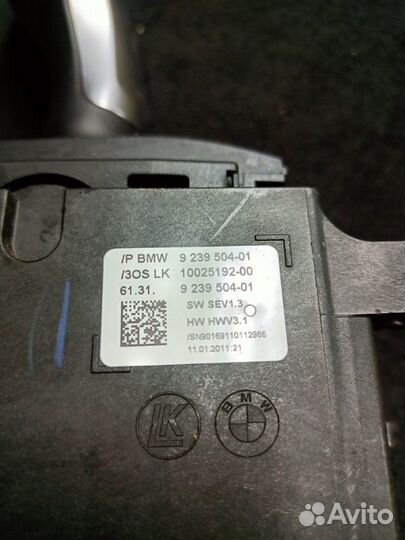 /P BMW 9 239 504-01
/3OS LK 10025192-00
61.31. 9 239 504-01
SW SEV1.3
HW HWV3.1
/SN90169110112966
11.01.2011:21
LK
BMW
Avito